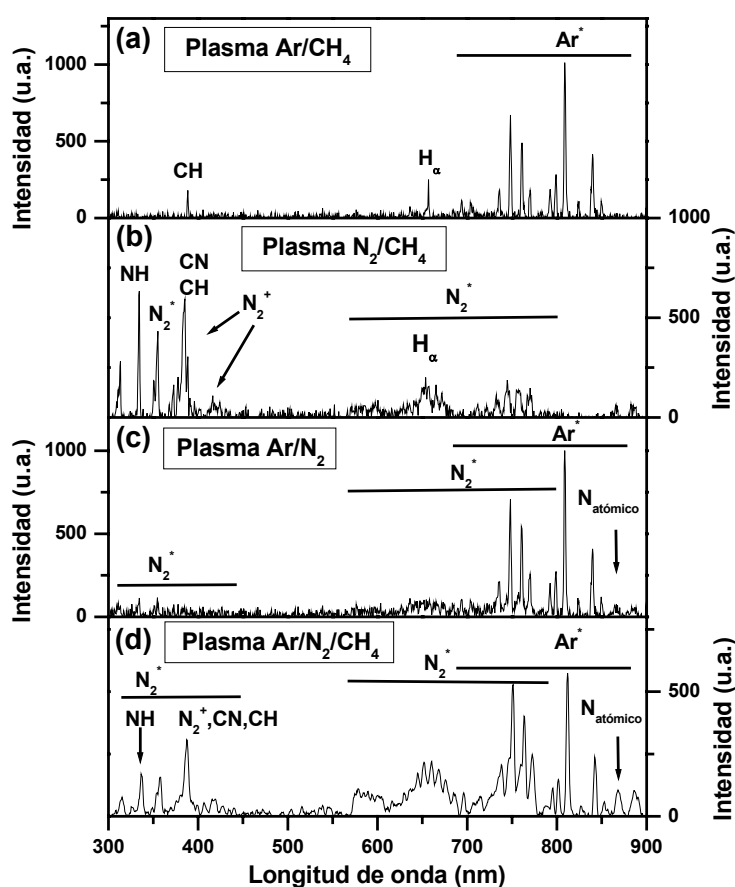 (a) Plasma Ar/CH₄ Ar*
1000
500
0
Intensidad (u.a.)
CH
Hα
(b) Plasma N₂/CH₄
1000
500
0
Intensidad (u.a.)
NH
N₂*
CN
CH
N₂⁺
N₂*
Hα
(c) Plasma Ar/N₂ Ar*
1000
500
0
Intensidad (u.a.)
N₂*
N₂*
Natómico
(d) Plasma Ar/N₂/CH₄ Ar*
500
0
Intensidad (u.a.)
N₂*
NH
N₂⁺,CN,CH
N₂*
Natómico
300 400 500 600 700 800 900
Longitud de onda (nm)